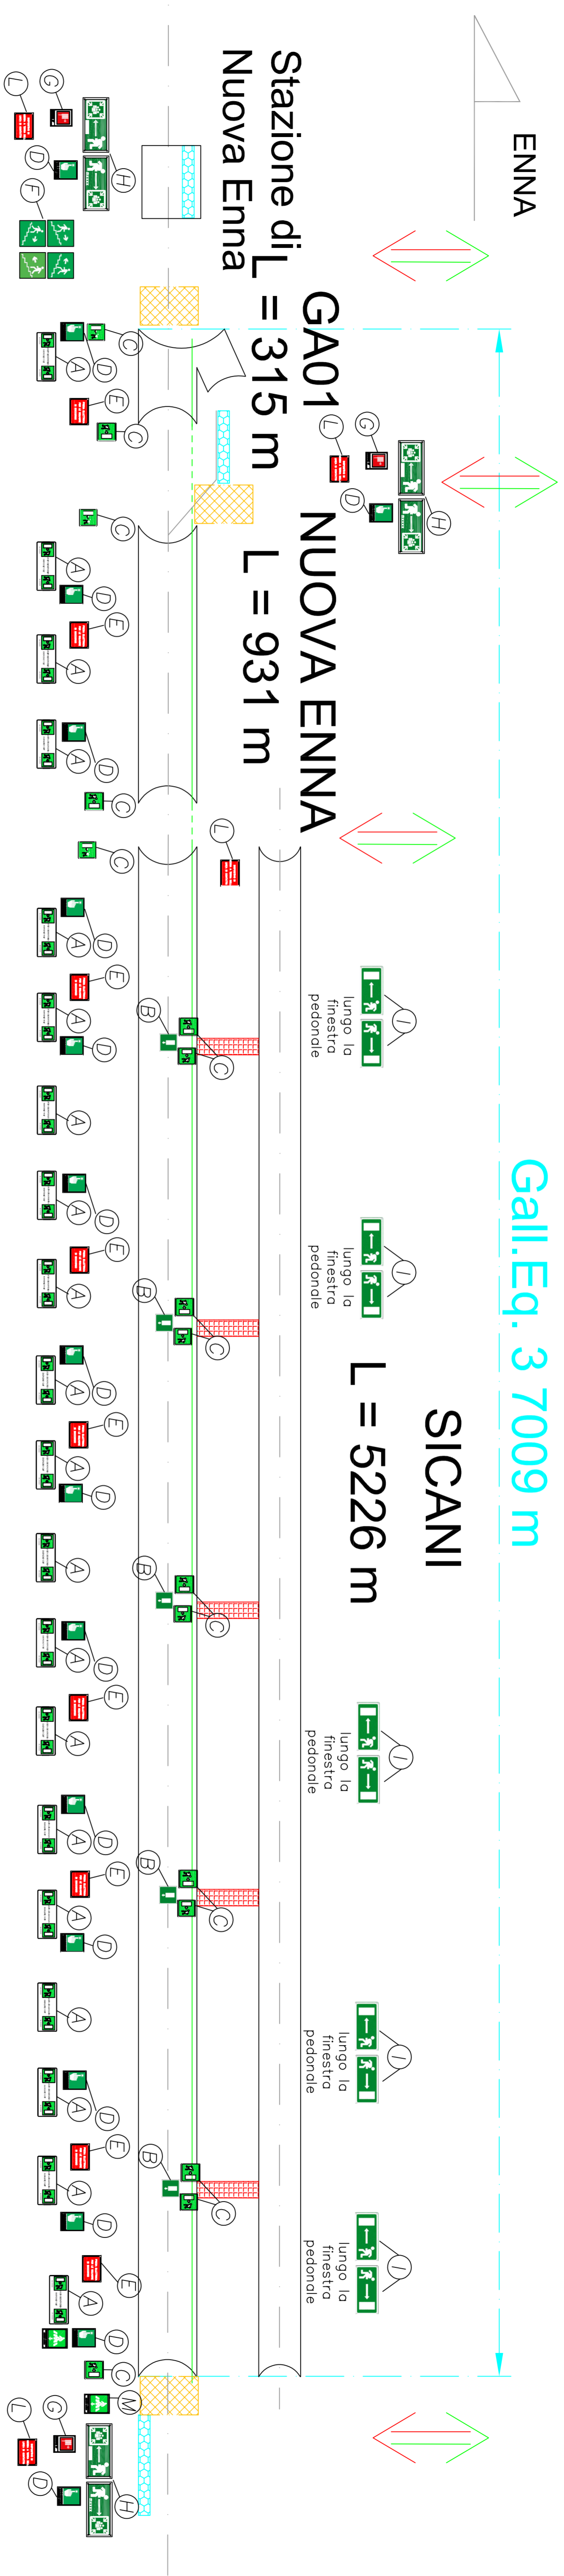 ENNA
Gall.Eq. 3 7009 m
SICANI
L = 5226 m
GA01
L = 315 m
NUOVA ENNA
L = 931 m
Stazione di
Nuova Enna
H
G
L
D
F
G
L
H
D
L
I
lungo la
finestra
pedonale
I
lungo la
finestra
pedonale
I
lungo la
finestra
pedonale
I
lungo la
finestra
pedonale
I
lungo la
finestra
pedonale
B
C
B
C
B
C
B
C
B
C
C
D
A
E
C
C
A
D
E
A
A
D
C
C
D
A
E
A
D
A
A
D
E
A
D
A
E
A
D
A
D
A
E
A
D
A
E
A
D
A
D
A
E
A
D
E
A
D
C
M
L
G
D
H